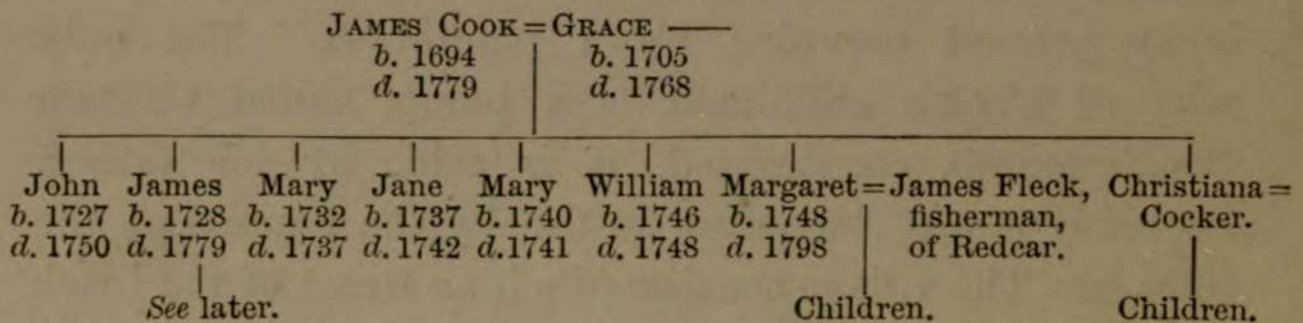 JAMES COOK = GRACE ——
b. 1694 b. 1705
d. 1779 d. 1768
John James Mary Jane Mary William Margaret = James Fleck, Christiana =
b. 1727 b. 1728 b. 1732 b. 1737 b. 1740 b. 1746 b. 1748 fisherman, Cocker.
d. 1750 d. 1779 d. 1737 d. 1742 d. 1741 d. 1748 d. 1798 of Redcar.
See later. Children. Children.